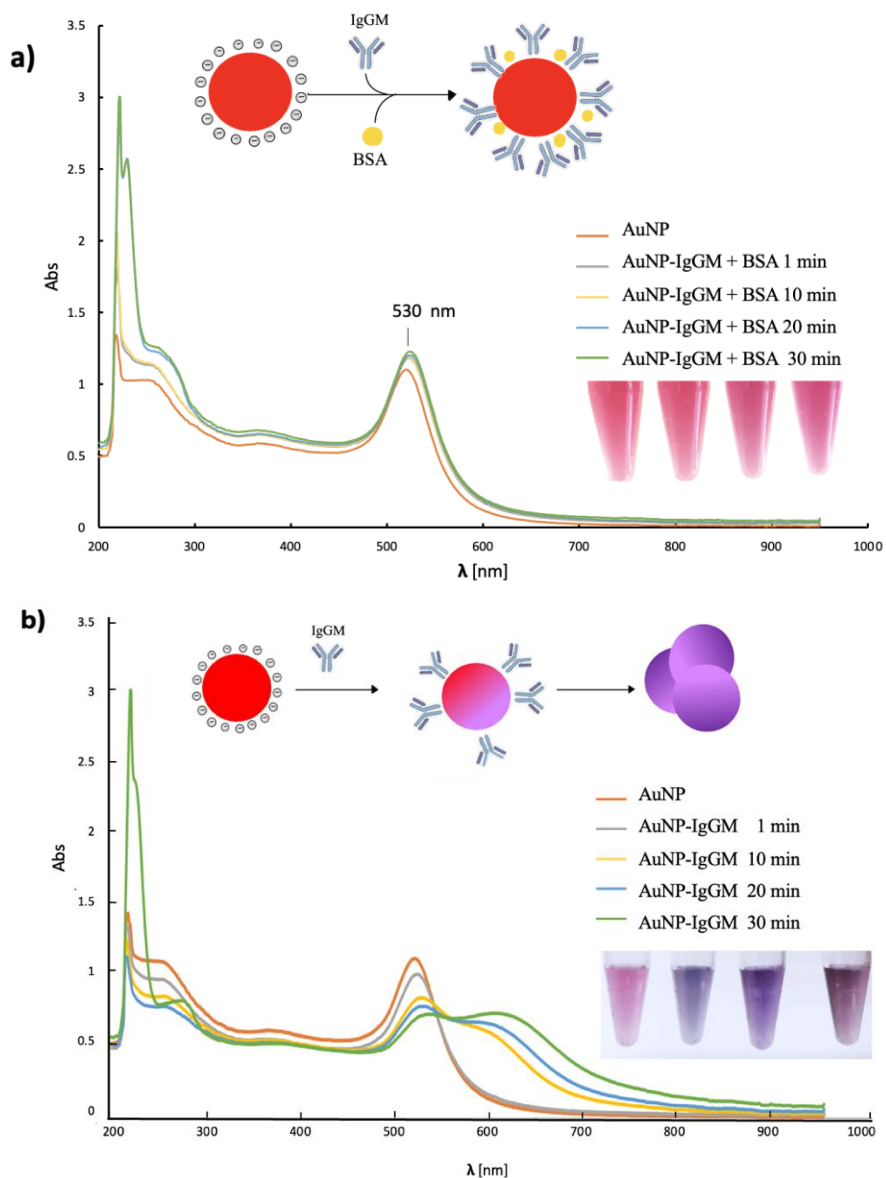 a)
IgGM
BSA
3.5
3
2.5
2
1.5
1
0.5
0
Abs
530 nm
AuNP
AuNP-IgGM + BSA 1 min
AuNP-IgGM + BSA 10 min
AuNP-IgGM + BSA 20 min
AuNP-IgGM + BSA 30 min
200 300 400 500 600 700 800 900 1000
λ [nm]
b)
IgGM
3.5
3
2.5
2
1.5
1
0.5
0
Abs
AuNP
AuNP-IgGM 1 min
AuNP-IgGM 10 min
AuNP-IgGM 20 min
AuNP-IgGM 30 min
200 300 400 500 600 700 800 900 1000
λ [nm]